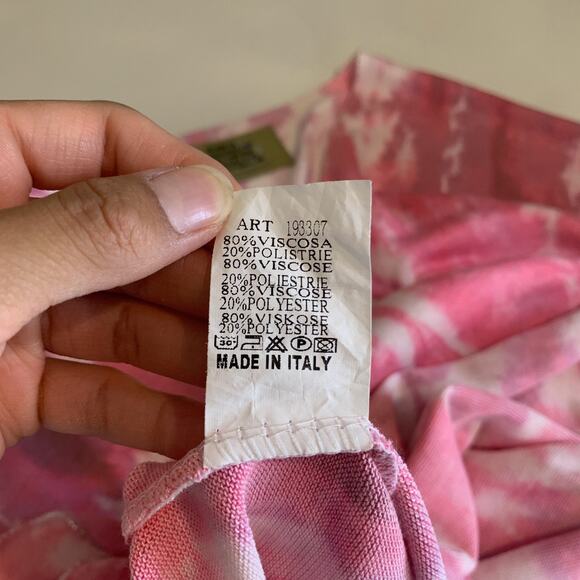 ART 193307
80%VISCOSA
20%POLISTRIE
80%VISCOSE
20%POLIESTRIE
80%VISCOSE
20%POLYESTER
80%VISKOSE
20%POLYESTER
30° P
MADE IN ITALY